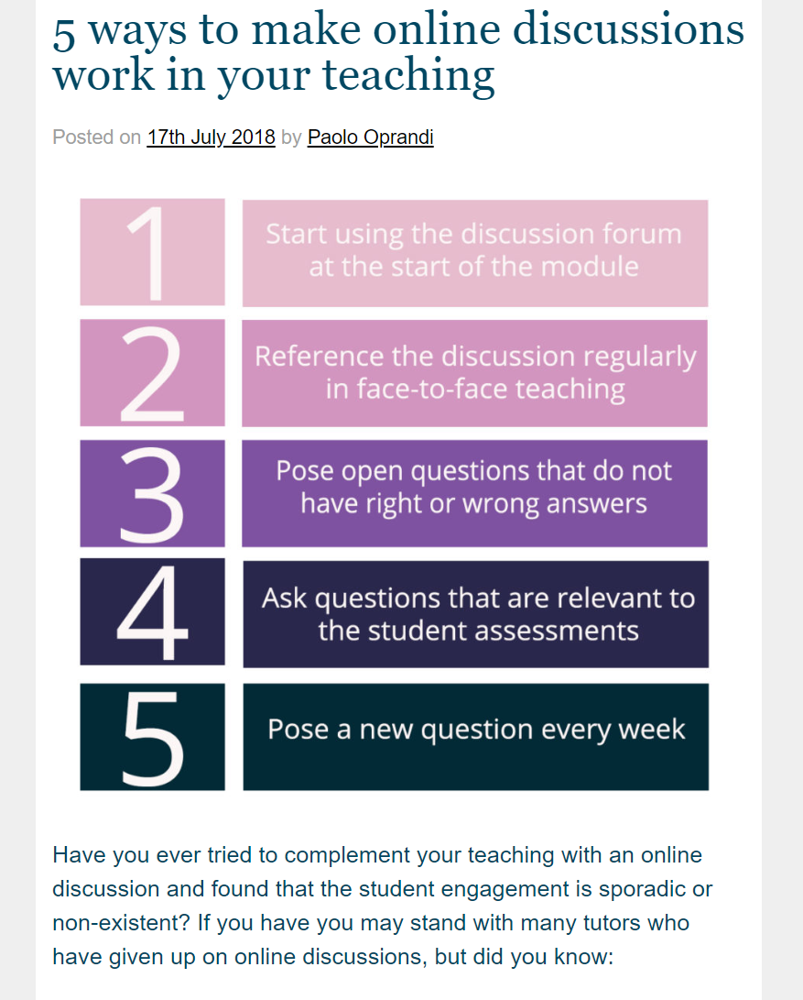 5 ways to make online discussions
work in your teaching
Posted on 17th July 2018 by Paolo Oprandi
1
Start using the discussion forum
at the start of the module
2
Reference the discussion regularly
in face-to-face teaching
3
Pose open questions that do not
have right or wrong answers
4
Ask questions that are relevant to
the student assessments
5
Pose a new question every week
Have you ever tried to complement your teaching with an online
discussion and found that the student engagement is sporadic or
non-existent? If you have you may stand with many tutors who
have given up on online discussions, but did you know: